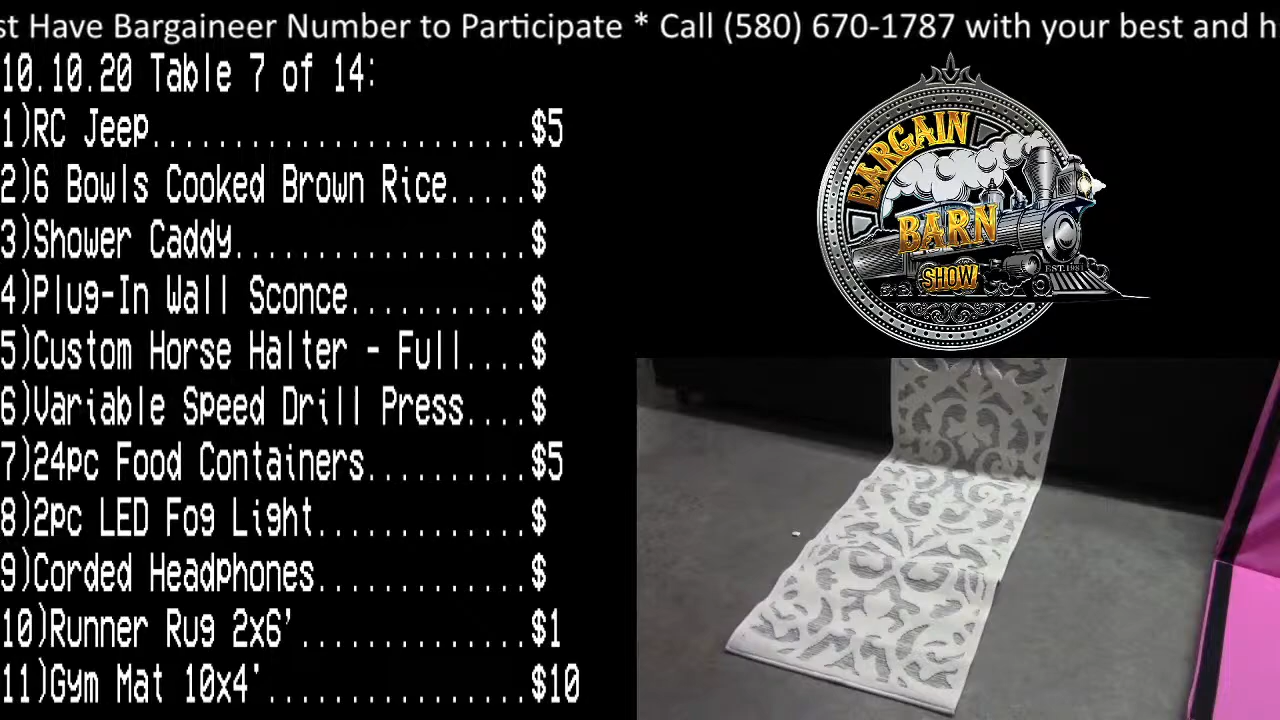 st Have Bargaineer Number to Participate * Call (580) 670-1787 with your best and h
10.10.20 Table 7 of 14:
1)RC Jeep.......................$5
2)6 Bowls Cooked Brown Rice.....$
3)Shower Caddy..................$
4)Plug-In Wall Sconce...........$
5)Custom Horse Halter - Full....$
6)Variable Speed Drill Press....$
7)24pc Food Containers..........$5
8)2pc LED Fog Light.............$
9)Corded Headphones.............$
10)Runner Rug 2x6'..............$1
11)Gym Mat 10x4'................$10
BARGAIN
BARN
SHOW
EST. 1981